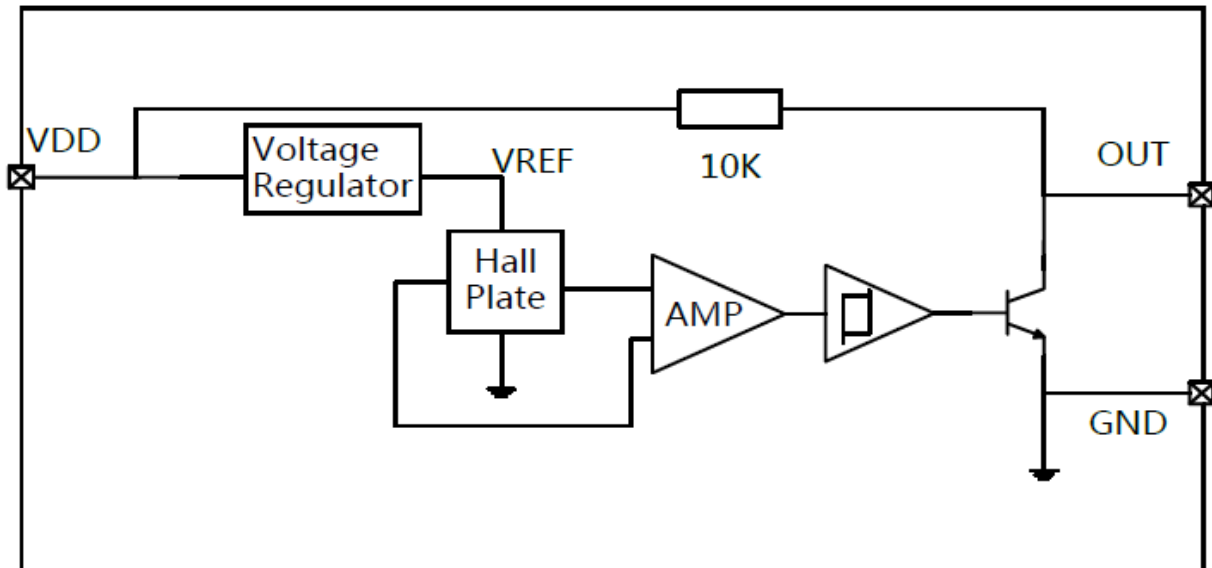 VDD
Voltage
Regulator
VREF
10K
OUT
Hall
Plate
AMP
GND